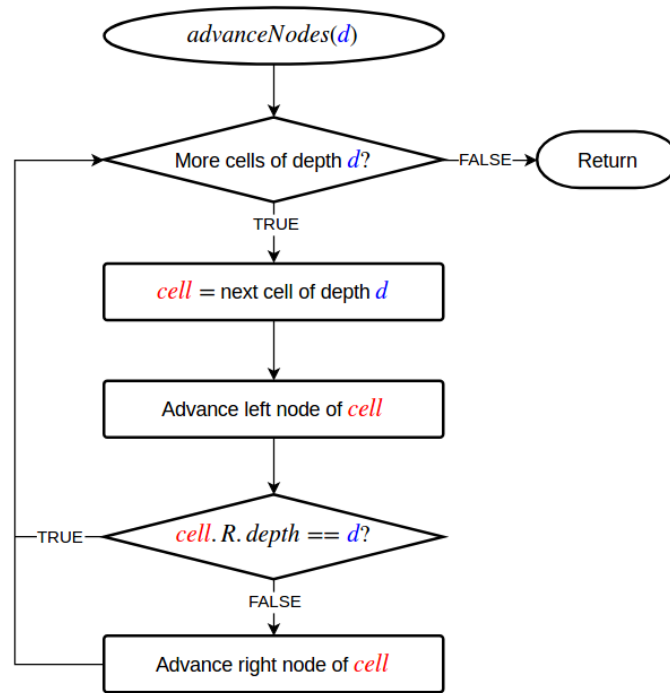 advanceNodes(d)
More cells of depth d?
FALSE
Return
TRUE
cell = next cell of depth d
Advance left node of cell
cell.R.depth == d?
TRUE
FALSE
Advance right node of cell